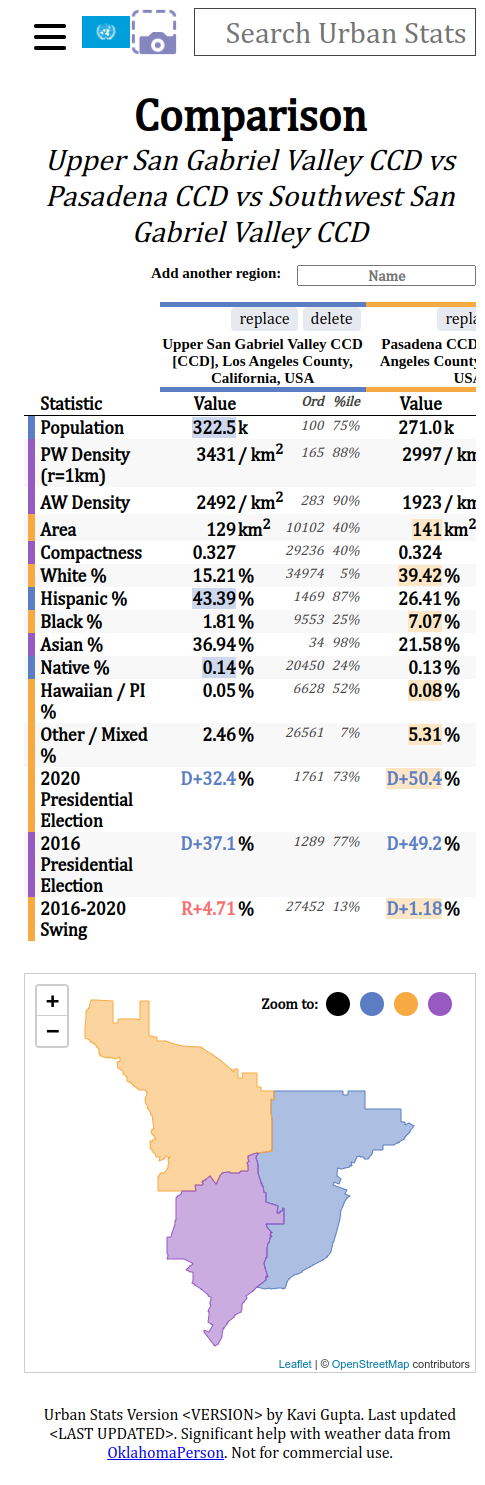 Search Urban Stats
Comparison
Upper San Gabriel Valley CCD vs
Pasadena CCD vs Southwest San
Gabriel Valley CCD
Add another region: Name
replace delete repla
Upper San Gabriel Valley CCD Pasadena CCD
[CCD], Los Angeles County, Angeles County
California, USA USA
Statistic Value Ord %ile Value
Population 322.5 k 100 75% 271.0 k
PW Density 3431 / km² 165 88% 2997 / km
(r=1km)
AW Density 2492 / km² 283 90% 1923 / km
Area 129 km² 10102 40% 141 km²
Compactness 0.327 29236 40% 0.324
White % 15.21 % 34974 5% 39.42 %
Hispanic % 43.39 % 1469 87% 26.41 %
Black % 1.81 % 9553 25% 7.07 %
Asian % 36.94 % 34 98% 21.58 %
Native % 0.14 % 20450 24% 0.13 %
Hawaiian / PI 0.05 % 6628 52% 0.08 %
%
Other / Mixed 2.46 % 26561 7% 5.31 %
%
2020 D+32.4 % 1761 73% D+50.4 %
Presidential
Election
2016 D+37.1 % 1289 77% D+49.2 %
Presidential
Election
2016-2020 R+4.71 % 27452 13% D+1.18 %
Swing
+
−
Zoom to:
Leaflet | © OpenStreetMap contributors
Urban Stats Version <VERSION> by Kavi Gupta. Last updated
<LAST UPDATED>. Significant help with weather data from
OklahomaPerson. Not for commercial use.